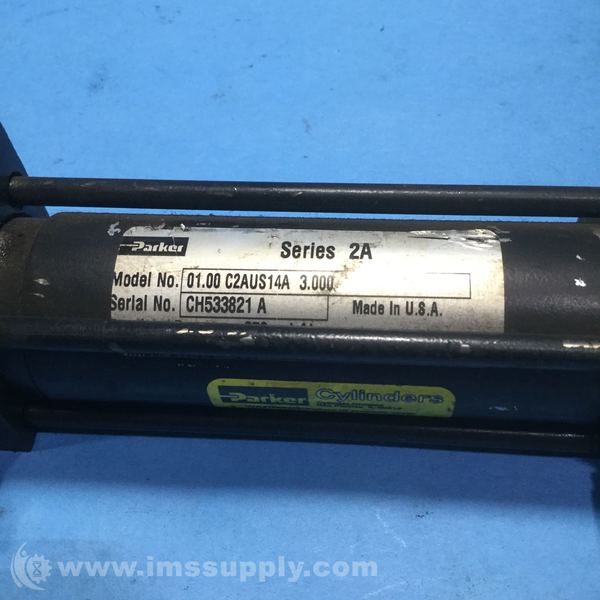 Parker
Series 2A
Model No. 01.00 C2AUS14A 3.000
Serial No. CH533821 A
Made In U.S.A.
Parker Cylinders
www.imssupply.com